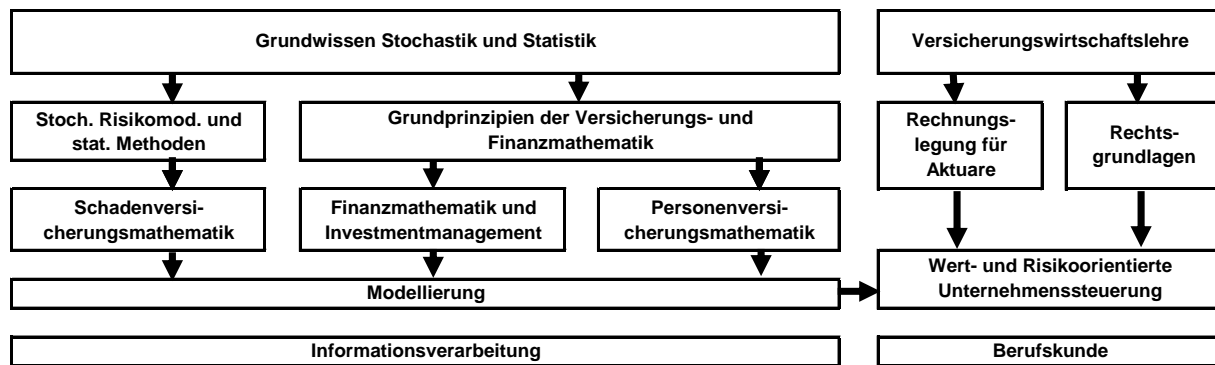 Grundwissen Stochastik und Statistik
Versicherungswirtschaftslehre
Stoch. Risikomod. und
stat. Methoden
Grundprinzipien der Versicherungs- und
Finanzmathematik
Rechnungs-
legung für
Aktuare
Rechts-
grundlagen
Schadenversi-
cherungsmathematik
Finanzmathematik und
Investmentmanagement
Personenversi-
cherungsmathematik
Modellierung
Wert- und Risikoorientierte
Unternehmenssteuerung
Informationsverarbeitung
Berufskunde